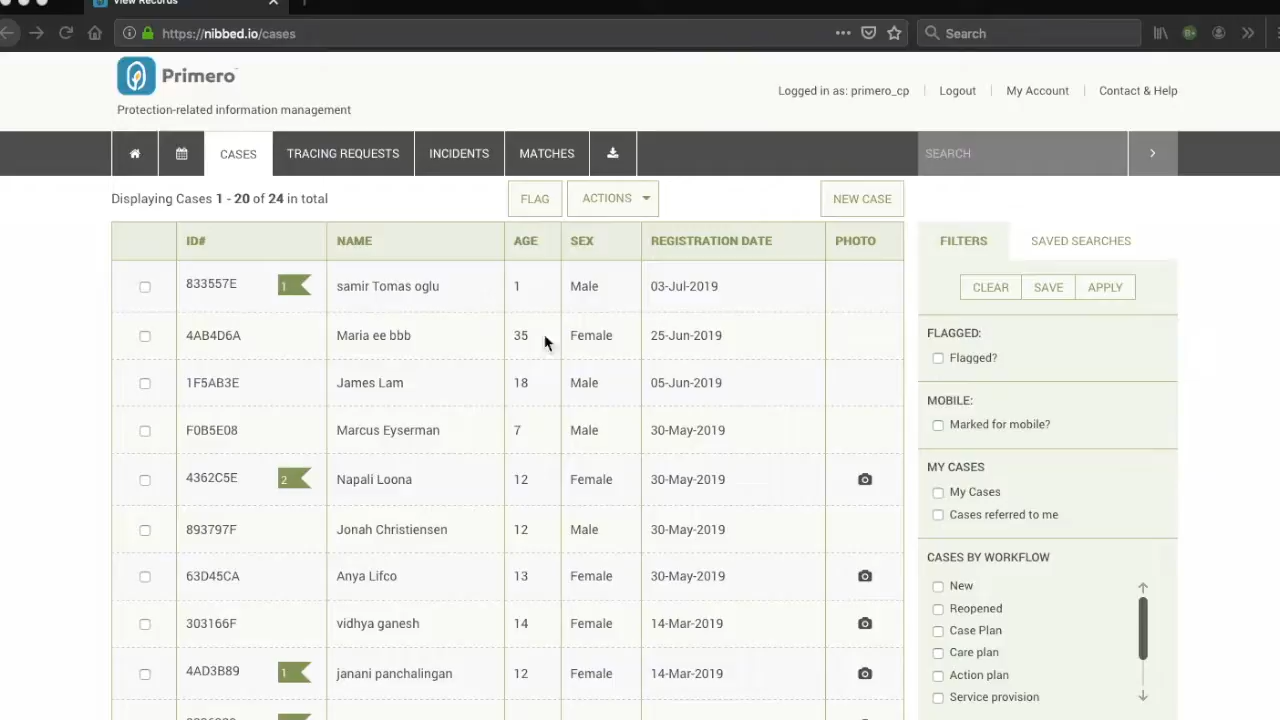 View Records
https://nibbed.io/cases
Search
Primero
Protection-related information management
Logged in as: primero_cp
Logout
My Account
Contact & Help
CASES
TRACING REQUESTS
INCIDENTS
MATCHES
SEARCH
Displaying Cases 1 - 20 of 24 in total
FLAG
ACTIONS
NEW CASE
ID# NAME AGE SEX REGISTRATION DATE PHOTO
833557E 1 samir Tomas oglu 1 Male 03-Jul-2019
4AB4D6A Maria ee bbb 35 Female 25-Jun-2019
1F5AB3E James Lam 18 Male 05-Jun-2019
F0B5E08 Marcus Eyserman 7 Male 30-May-2019
4362C5E 2 Napali Loona 12 Female 30-May-2019
893797F Jonah Christiensen 12 Male 30-May-2019
63D45CA Anya Lifco 13 Female 30-May-2019
303166F vidhya ganesh 14 Female 14-Mar-2019
4AD3B89 1 janani panchalingan 12 Female 14-Mar-2019
FILTERS
SAVED SEARCHES
CLEAR
SAVE
APPLY
FLAGGED:
Flagged?
MOBILE:
Marked for mobile?
MY CASES
My Cases
Cases referred to me
CASES BY WORKFLOW
New
Reopened
Case Plan
Care plan
Action plan
Service provision